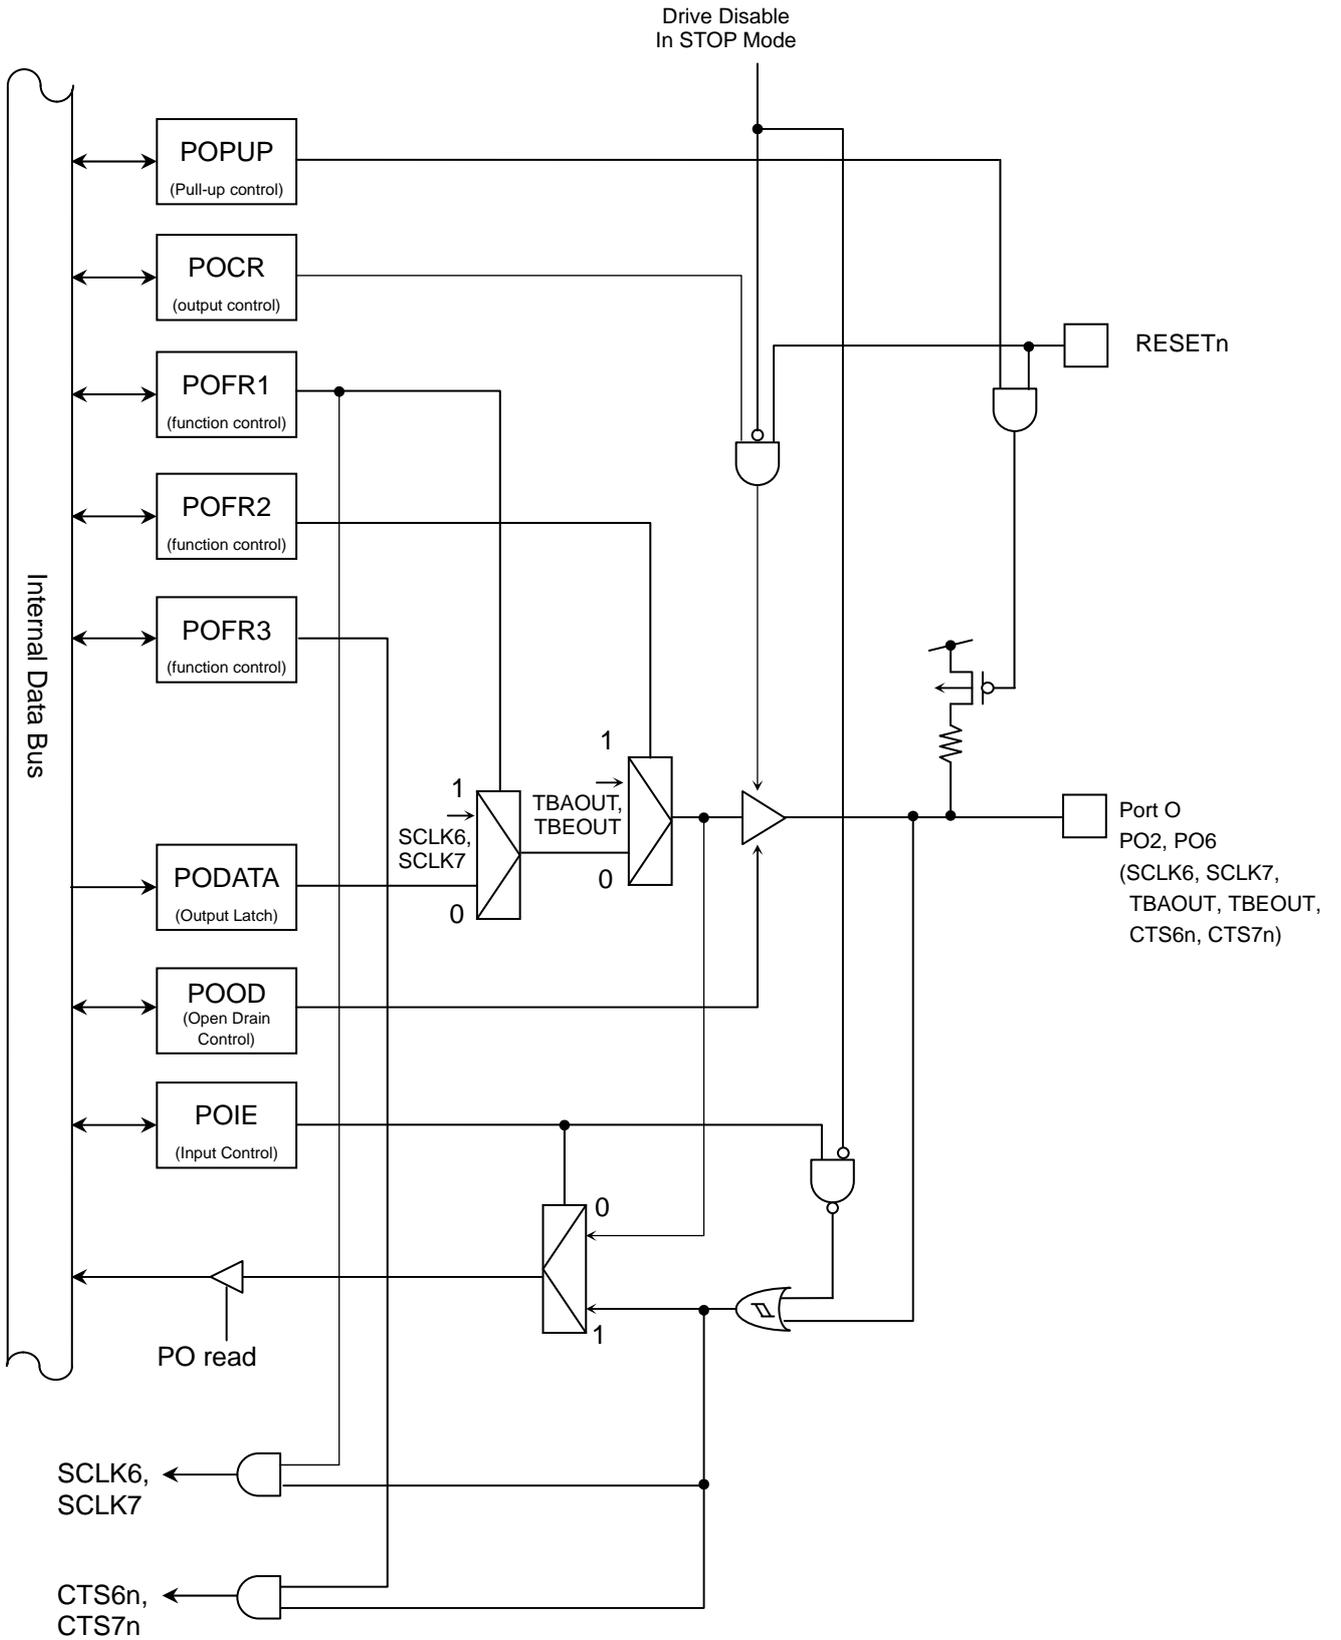 Drive Disable
In STOP Mode
POPUP
(Pull-up control)
POCR
(output control)
RESETn
POFR1
(function control)
POFR2
(function control)
Internal Data Bus
POFR3
(function control)
1
1
TBAOUT,
TBEOUT
SCLK6,
SCLK7
0
0
Port O
PO2, PO6
(SCLK6, SCLK7,
TBAOUT, TBEOUT,
CTS6n, CTS7n)
PODATA
(Output Latch)
POOD
(Open Drain
Control)
POIE
(Input Control)
0
1
PO read
SCLK6,
SCLK7
CTS6n,
CTS7n